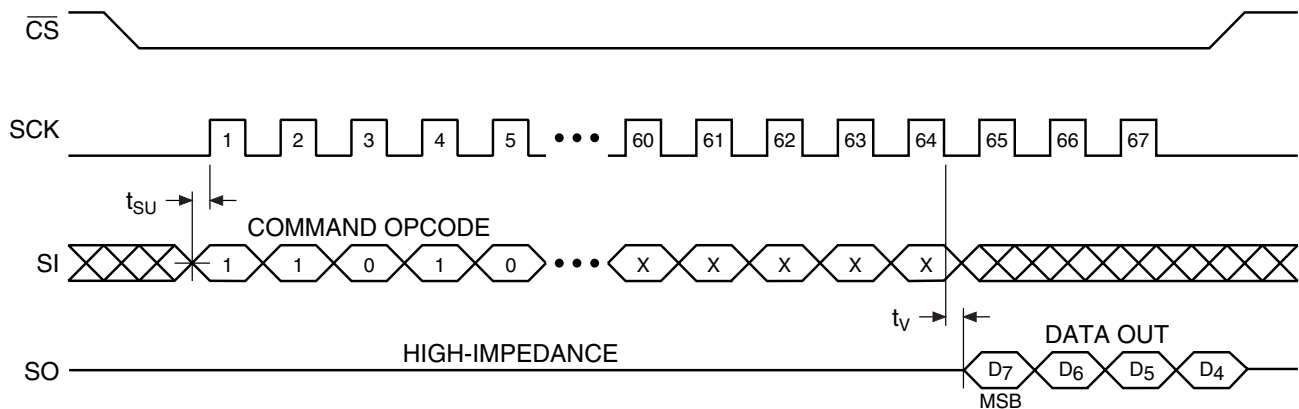 CS
SCK 1 2 3 4 5 ••• 60 61 62 63 64 65 66 67
tSU
COMMAND OPCODE
SI 1 1 0 1 0 ••• X X X X X
tV
HIGH-IMPEDANCE
DATA OUT
SO D7 D6 D5 D4
MSB